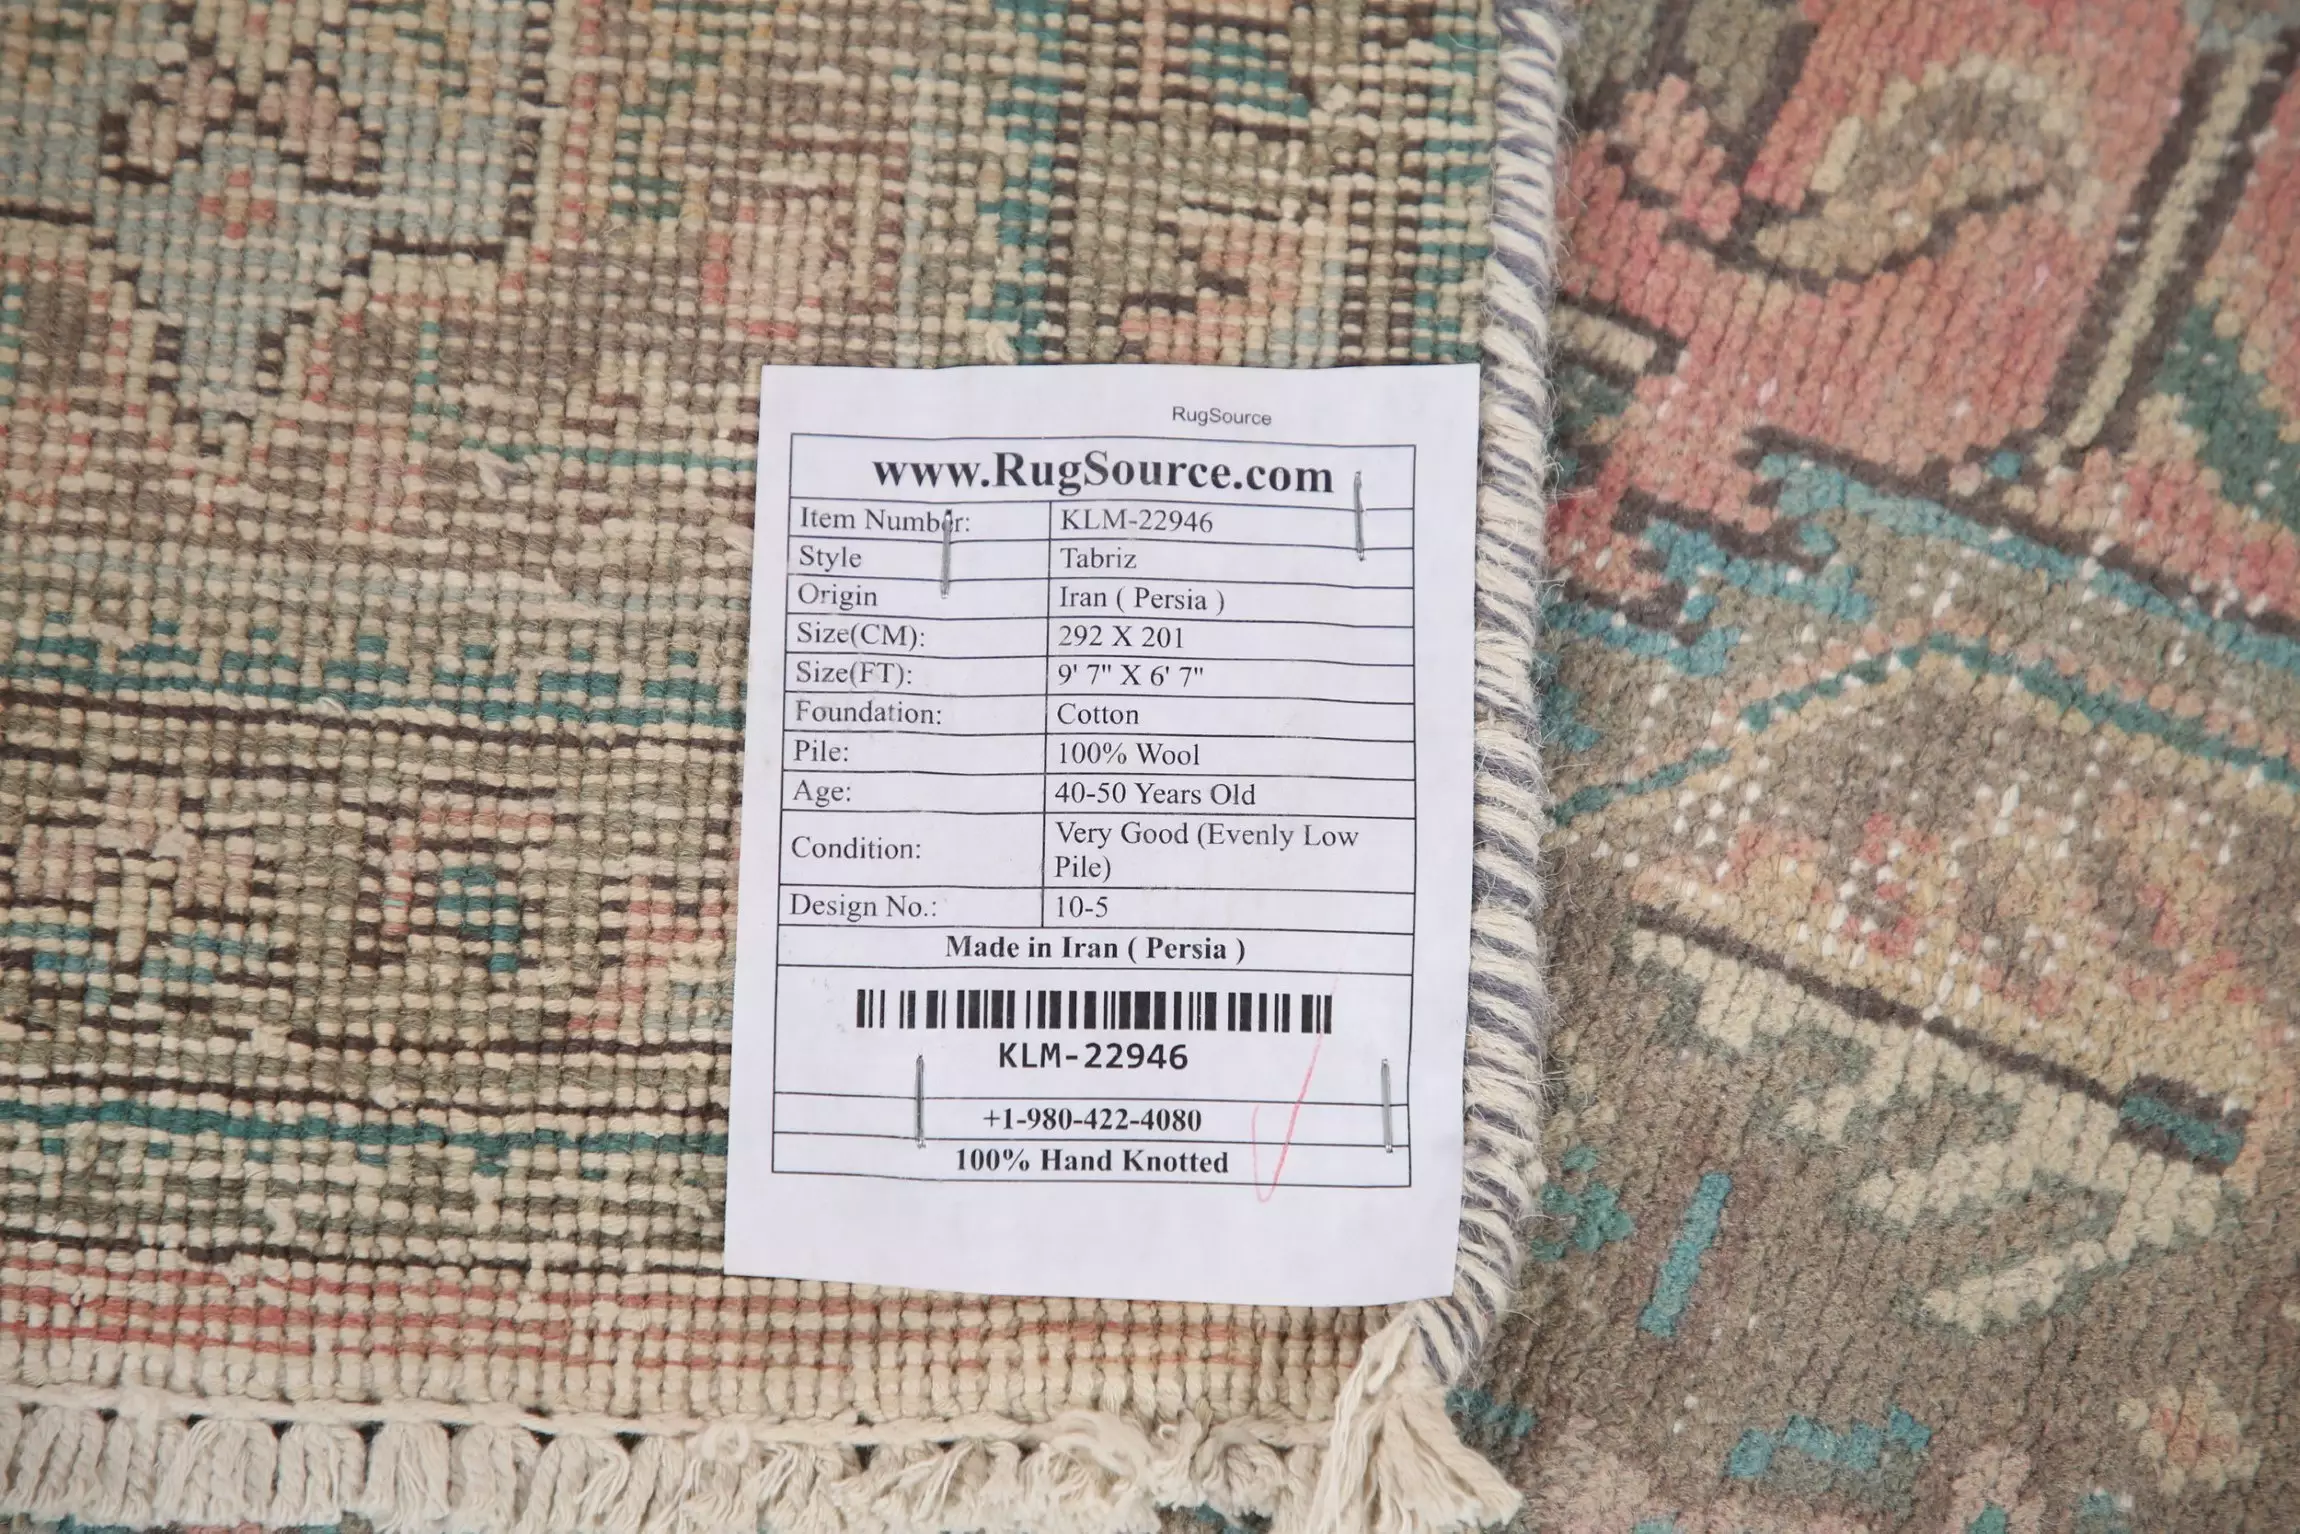 RugSource
www.RugSource.com
Item Number: KLM-22946
Style Tabriz
Origin Iran ( Persia )
Size(CM): 292 X 201
Size(FT): 9' 7" X 6' 7"
Foundation: Cotton
Pile: 100% Wool
Age: 40-50 Years Old
Condition: Very Good (Evenly Low
Pile)
Design No.: 10-5
Made in Iran ( Persia )
KLM-22946
+1-980-422-4080
100% Hand Knotted